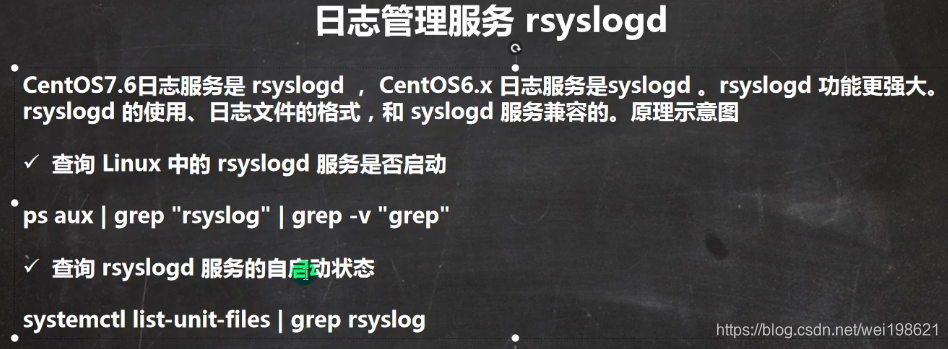 日志管理服务 rsyslogd
CentOS7.6日志服务是 rsyslogd ， CentOS6.x 日志服务是syslogd 。rsyslogd 功能更强大。
rsyslogd 的使用、日志文件的格式，和 syslogd 服务兼容的。原理示意图
✓ 查询 Linux 中的 rsyslogd 服务是否启动
ps aux | grep "rsyslog" | grep -v "grep"
✓ 查询 rsyslogd 服务的自启动状态
systemctl list-unit-files | grep rsyslog
https://blog.csdn.net/wei198621